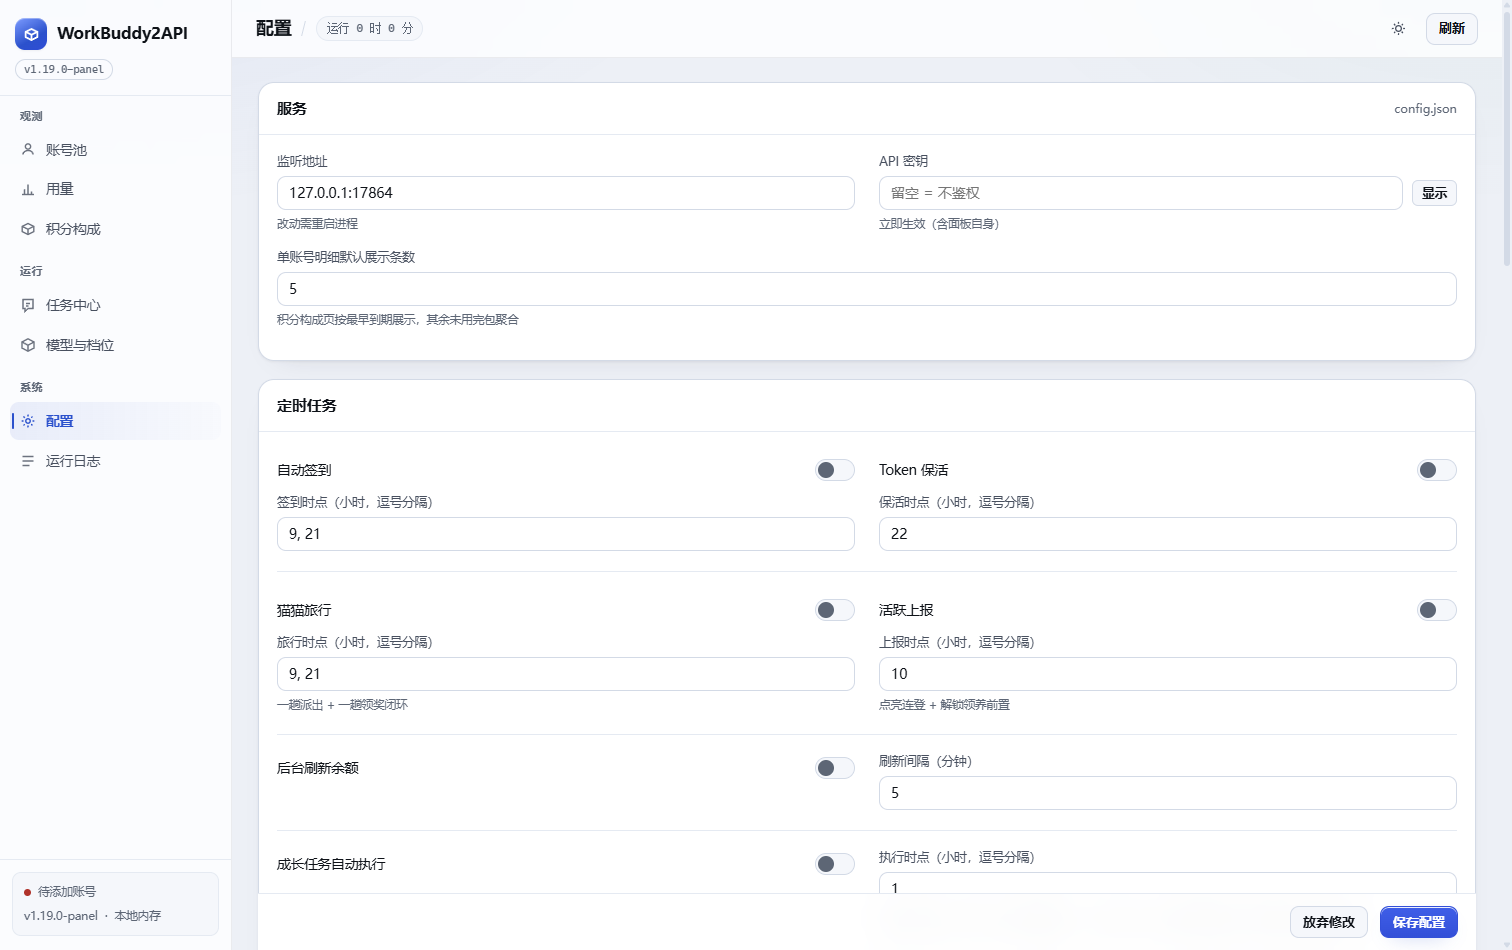 WorkBuddy2API
v1.19.0-panel
观测
账号池
用量
积分构成
运行
任务中心
模型与档位
系统
配置
运行日志
待添加账号
v1.19.0-panel · 本地内存
配置 / 运行 0 时 0 分
刷新
服务
config.json
监听地址
127.0.0.1:17864
改动需重启进程
API 密钥
留空 = 不鉴权
显示
立即生效（含面板自身）
单账号明细默认展示条数
5
积分构成页按最早到期展示，其余未用完包聚合
定时任务
自动签到
签到时点（小时，逗号分隔）
9, 21
Token 保活
保活时点（小时，逗号分隔）
22
猫猫旅行
旅行时点（小时，逗号分隔）
9, 21
一趟派出 + 一趟领奖闭环
活跃上报
上报时点（小时，逗号分隔）
10
点亮连登 + 解锁领养前置
后台刷新余额
刷新间隔（分钟）
5
成长任务自动执行
执行时点（小时，逗号分隔）
1
放弃修改
保存配置